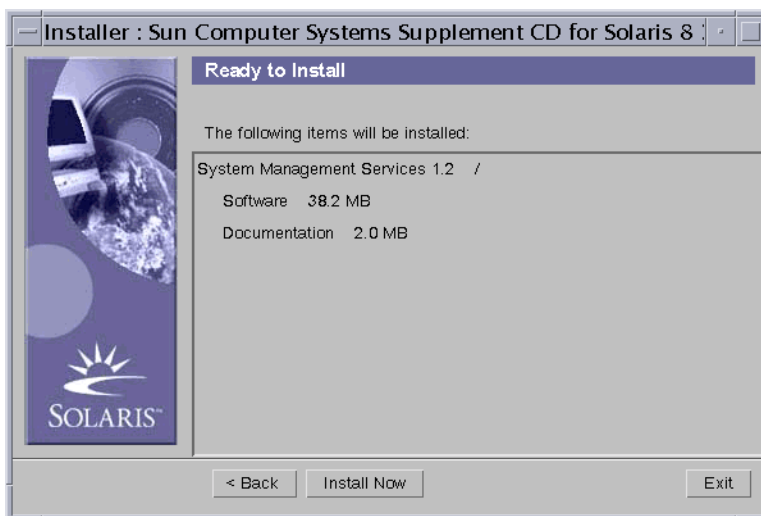 Installer : Sun Computer Systems Supplement CD for Solaris 8
Ready to Install
The following items will be installed:
System Management Services 1.2 /
Software 38.2 MB
Documentation 2.0 MB
SOLARIS™
< Back
Install Now
Exit